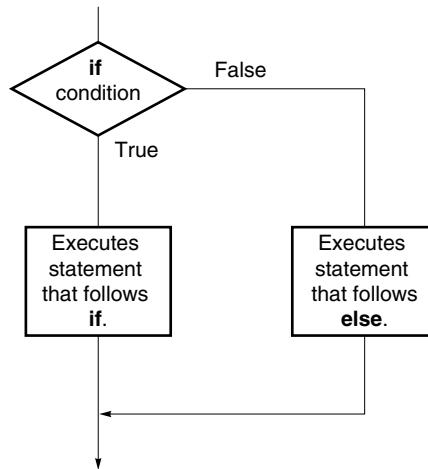 if
condition
False
True
Executes
statement
that follows
if.
Executes
statement
that follows
else.